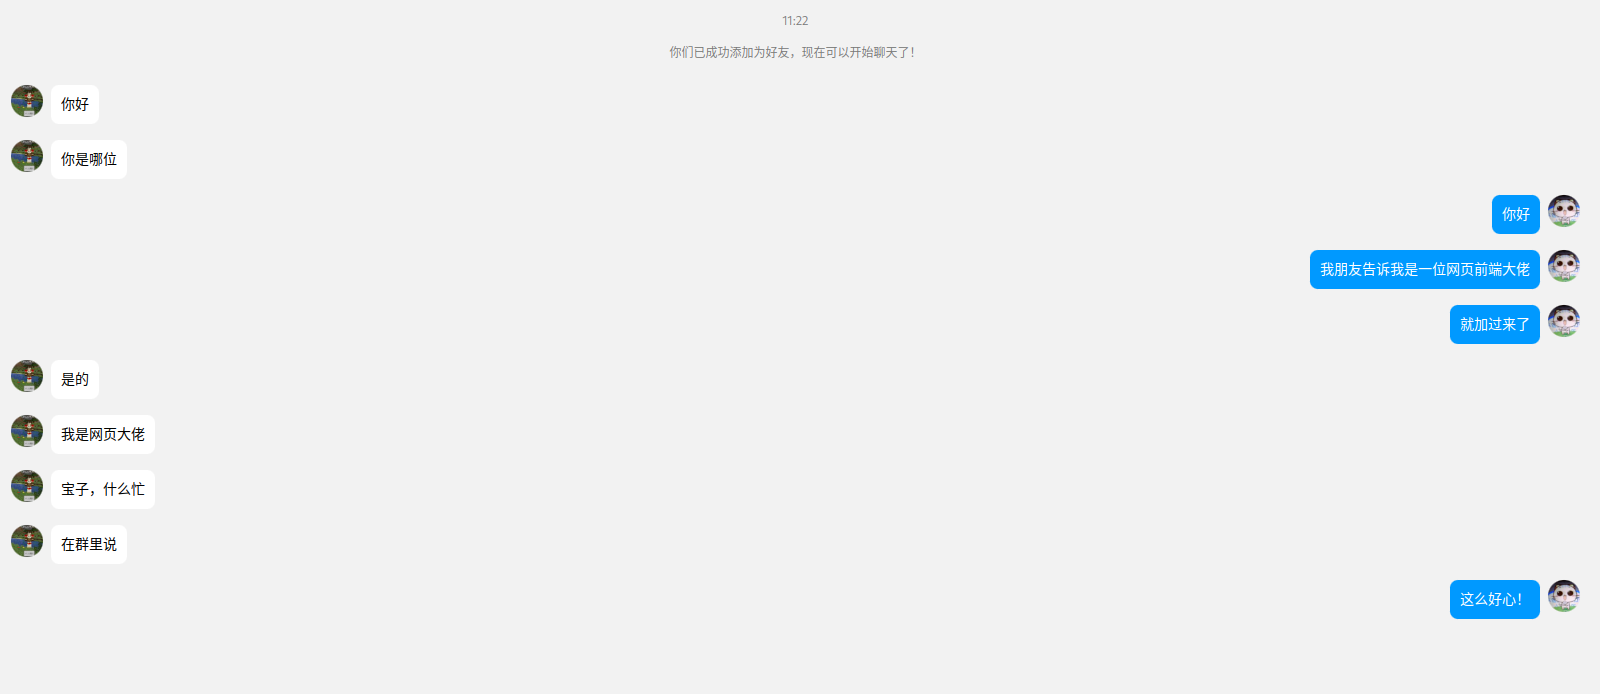 11:22
你们已成功添加为好友，现在可以开始聊天了！
你好
你是哪位
你好
我朋友告诉我是一位网页前端大佬
就加过来了
是的
我是网页大佬
宝子，什么忙
在群里说
这么好心！